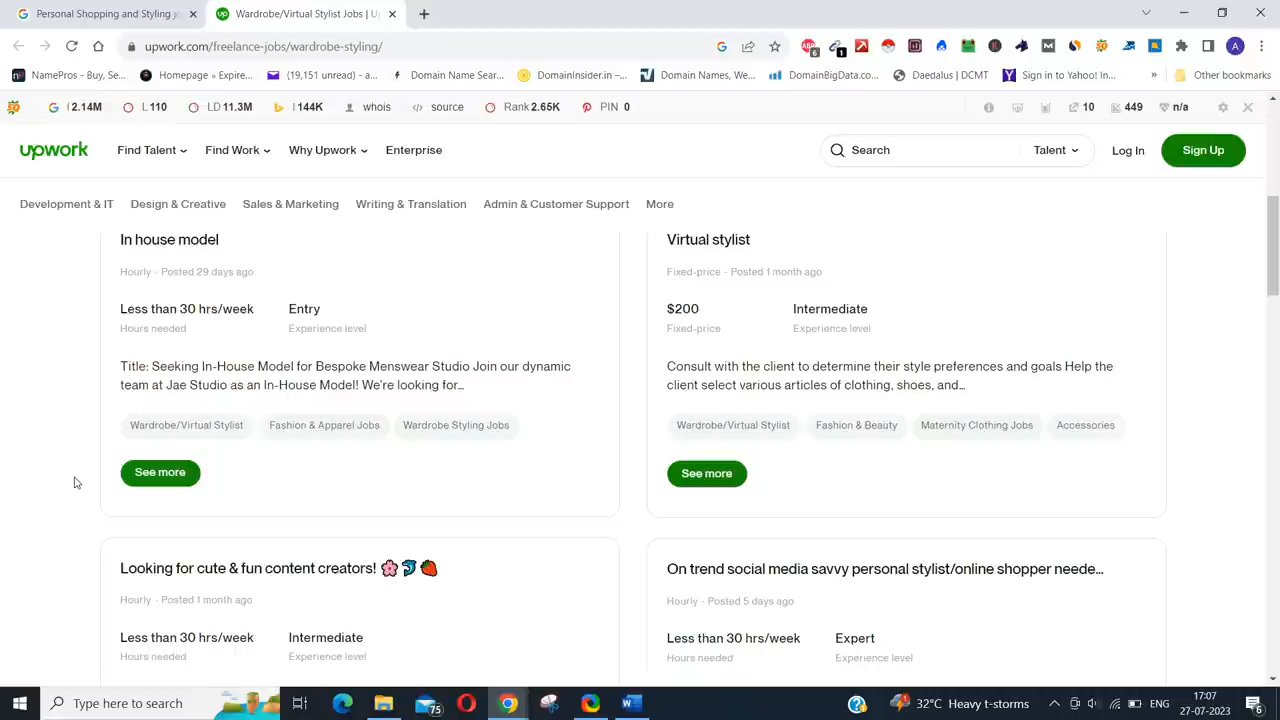 Personal Shopping and Styling jo
Wardrobe/Virtual Stylist Jobs | U
upwork.com/freelance-jobs/wardrobe-styling/
NamePros - Buy, Se...
Homepage » Expire...
(19,151 unread) - a...
Domain Name Sear...
DomainInsider.in –...
Domain Names, We...
DomainBigData.co...
Daedalus | DCMT
Sign in to Yahoo! In...
»
Other bookmarks
I 2.14M
L 110
LD 11.3M
I 144K
whois
source
Rank 2.65K
PIN 0
10
449
n/a
upwork
Find Talent
Find Work
Why Upwork
Enterprise
Search
Talent
Log In
Sign Up
Development & IT
Design & Creative
Sales & Marketing
Writing & Translation
Admin & Customer Support
More
In house model
Hourly - Posted 29 days ago
Less than 30 hrs/week
Entry
Hours needed
Experience level
Title: Seeking In-House Model for Bespoke Menswear Studio Join our dynamic
team at Jae Studio as an In-House Model! We're looking for...
Wardrobe/Virtual Stylist
Fashion & Apparel Jobs
Wardrobe Styling Jobs
See more
Virtual stylist
Fixed-price - Posted 1 month ago
$200
Intermediate
Fixed-price
Experience level
Consult with the client to determine their style preferences and goals Help the
client select various articles of clothing, shoes, and...
Wardrobe/Virtual Stylist
Fashion & Beauty
Maternity Clothing Jobs
Accessories
See more
Looking for cute & fun content creators! 🌸🐬🍓
Hourly - Posted 1 month ago
Less than 30 hrs/week
Intermediate
Hours needed
Experience level
On trend social media savvy personal stylist/online shopper neede...
Hourly - Posted 5 days ago
Less than 30 hrs/week
Expert
Hours needed
Experience level
Type here to search
75
32°C Heavy t-storms
ENG
17:07
27-07-2023
6